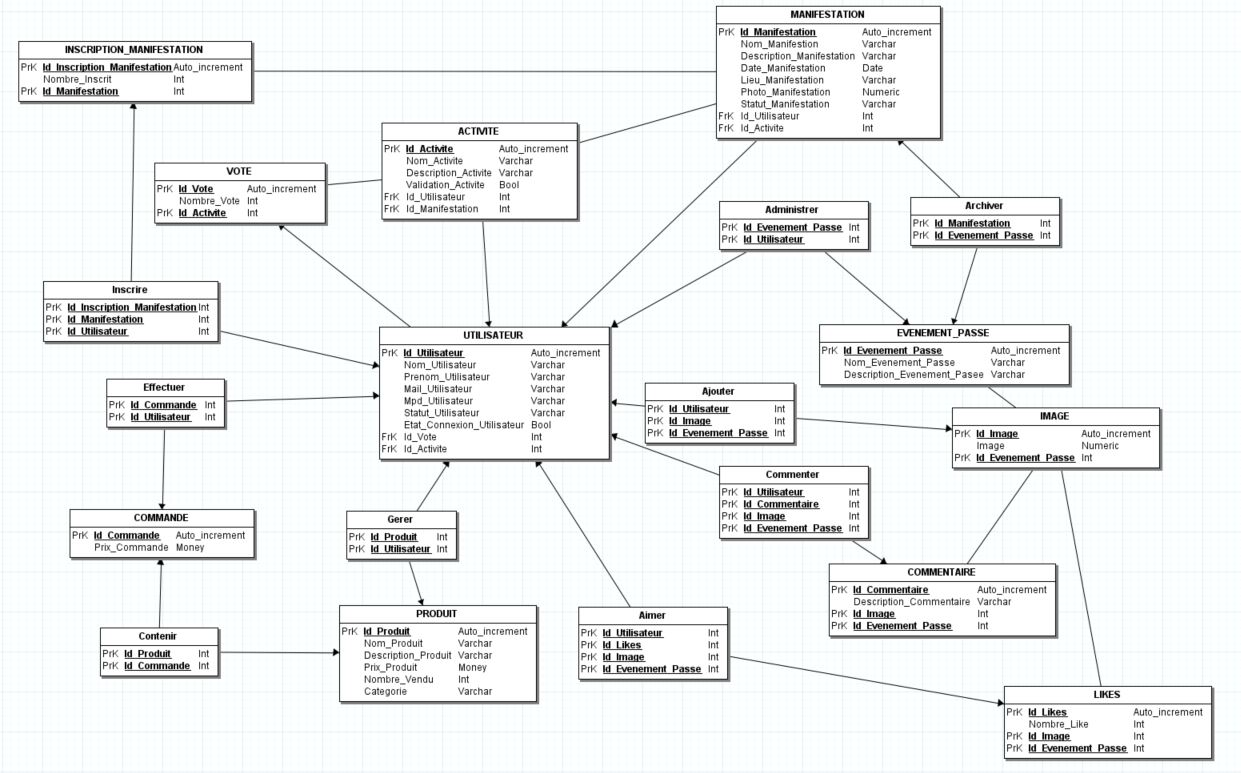 MANIFESTATION
PrK Id_Manifestation Auto_increment
Nom_Manifestion Varchar
Description_Manifestation Varchar
Date_Manifestation Date
Lieu_Manifestation Varchar
Photo_Manifestation Numeric
Statut_Manifestation Varchar
FrK Id_Utilisateur Int
FrK Id_Activite Int
INSCRIPTION_MANIFESTATION
PrK Id_Inscription_Manifestation Auto_increment
Nombre_Inscrit Int
PrK Id_Manifestation Int
ACTIVITE
PrK Id_Activite Auto_increment
Nom_Activite Varchar
Description_Activite Varchar
Validation_Activite Bool
FrK Id_Utilisateur Int
FrK Id_Manifestation Int
VOTE
PrK Id_Vote Auto_increment
Nombre_Vote Int
PrK Id_Activite Int
Administrer
PrK Id_Evenement_Passe Int
PrK Id_Utilisateur Int
Archiver
PrK Id_Manifestation Int
PrK Id_Evenement_Passe Int
Inscrire
PrK Id_Inscription_Manifestation Int
PrK Id_Manifestation Int
PrK Id_Utilisateur Int
UTILISATEUR
PrK Id_Utilisateur Auto_increment
Nom_Utilisateur Varchar
Prenom_Utilisateur Varchar
Mail_Utilisateur Varchar
Mpd_Utilisateur Varchar
Statut_Utilisateur Varchar
Etat_Connexion_Utilisateur Bool
FrK Id_Vote Int
FrK Id_Activite Int
EVENEMENT_PASSE
PrK Id_Evenement_Passe Auto_increment
Nom_Evenement_Passe Varchar
Description_Evenement_Pasee Varchar
Effectuer
PrK Id_Commande Int
PrK Id_Utilisateur Int
Ajouter
PrK Id_Utilisateur Int
PrK Id_Image Int
PrK Id_Evenement_Passe Int
IMAGE
PrK Id_Image Auto_increment
Image Numeric
PrK Id_Evenement_Passe Int
Commenter
PrK Id_Utilisateur Int
PrK Id_Commentaire Int
PrK Id_Image Int
PrK Id_Evenement_Passe Int
COMMANDE
PrK Id_Commande Auto_increment
Prix_Commande Money
Gerer
PrK Id_Produit Int
PrK Id_Utilisateur Int
COMMENTAIRE
PrK Id_Commentaire Auto_increment
Description_Commentaire Varchar
PrK Id_Image Int
PrK Id_Evenement_Passe Int
Contenir
PrK Id_Produit Int
PrK Id_Commande Int
PRODUIT
PrK Id_Produit Auto_increment
Nom_Produit Varchar
Description_Produit Varchar
Prix_Produit Money
Nombre_Vendu Int
Categorie Varchar
Aimer
PrK Id_Utilisateur Int
PrK Id_Likes Int
PrK Id_Image Int
PrK Id_Evenement_Passe Int
LIKES
PrK Id_Likes Auto_increment
Nombre_Like Int
PrK Id_Image Int
PrK Id_Evenement_Passe Int